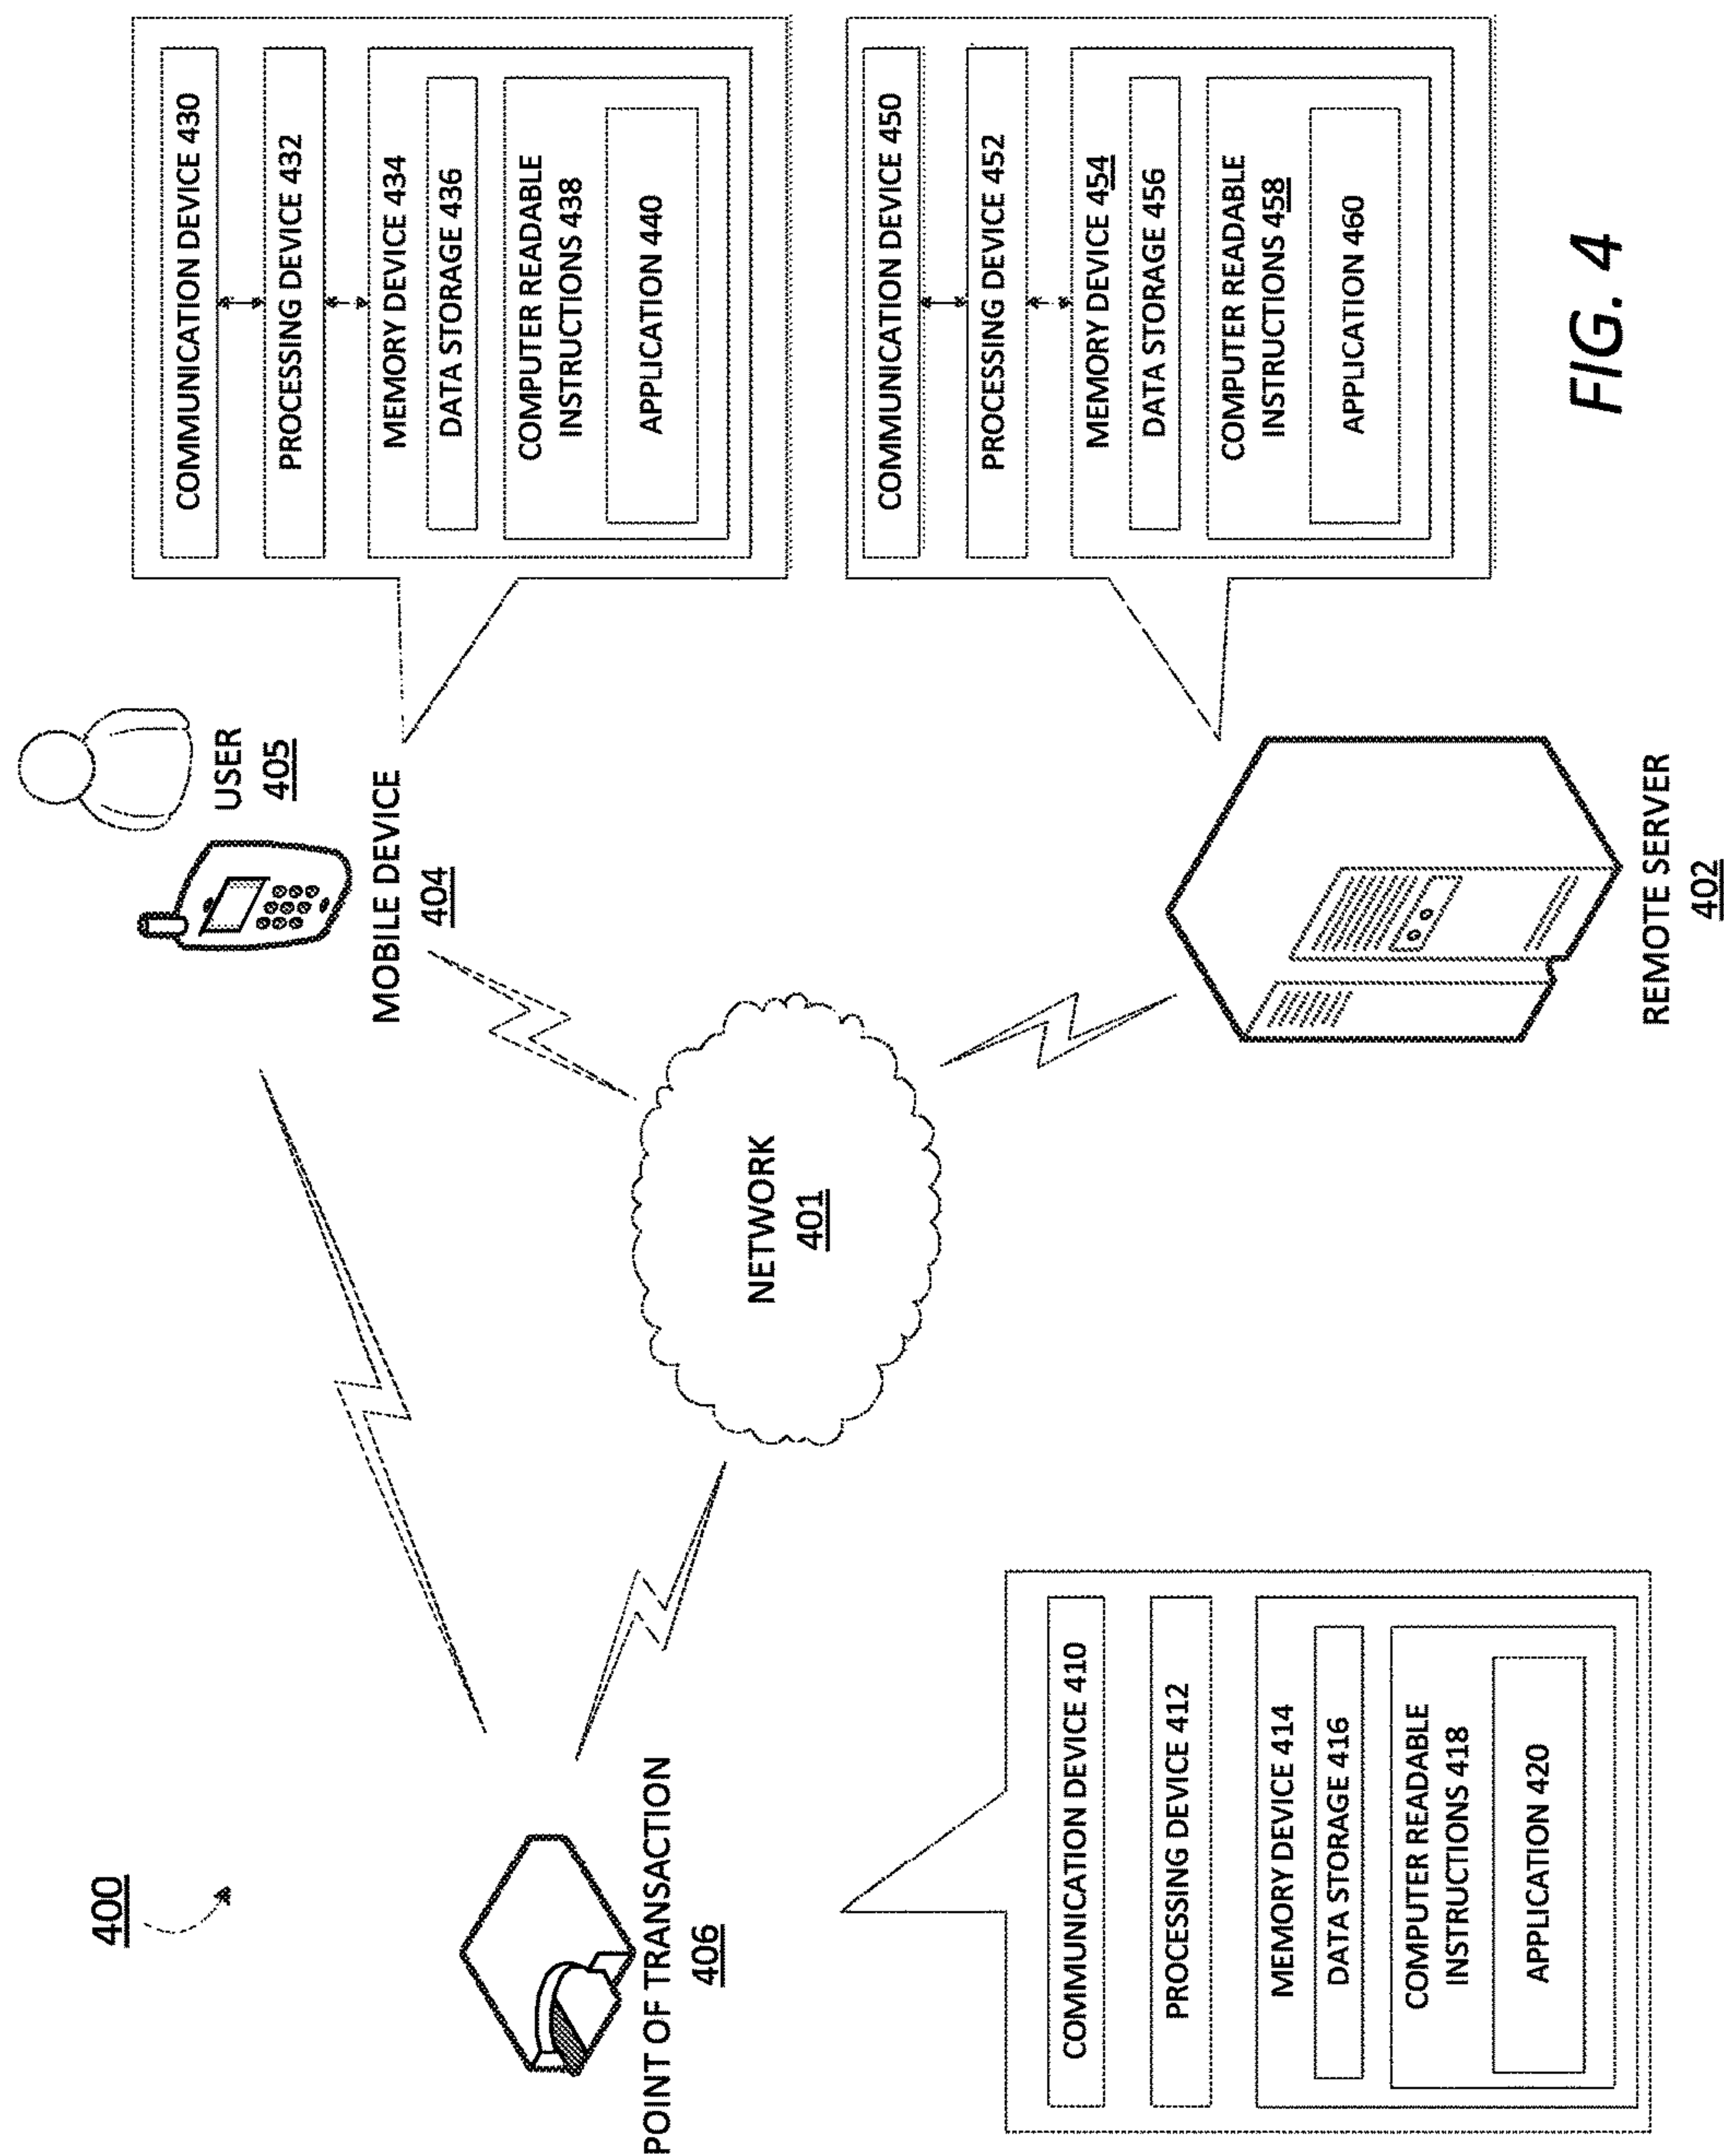 400
POINT OF TRANSACTION
406
COMMUNICATION DEVICE 410
PROCESSING DEVICE 412
MEMORY DEVICE 414
DATA STORAGE 416
COMPUTER READABLE
INSTRUCTIONS 418
APPLICATION 420
NETWORK
401
USER
405
MOBILE DEVICE
404
REMOTE SERVER
402
COMMUNICATION DEVICE 430
PROCESSING DEVICE 432
MEMORY DEVICE 434
DATA STORAGE 436
COMPUTER READABLE
INSTRUCTIONS 438
APPLICATION 440
COMMUNICATION DEVICE 450
PROCESSING DEVICE 452
MEMORY DEVICE 454
DATA STORAGE 456
COMPUTER READABLE
INSTRUCTIONS 458
APPLICATION 460
FIG. 4